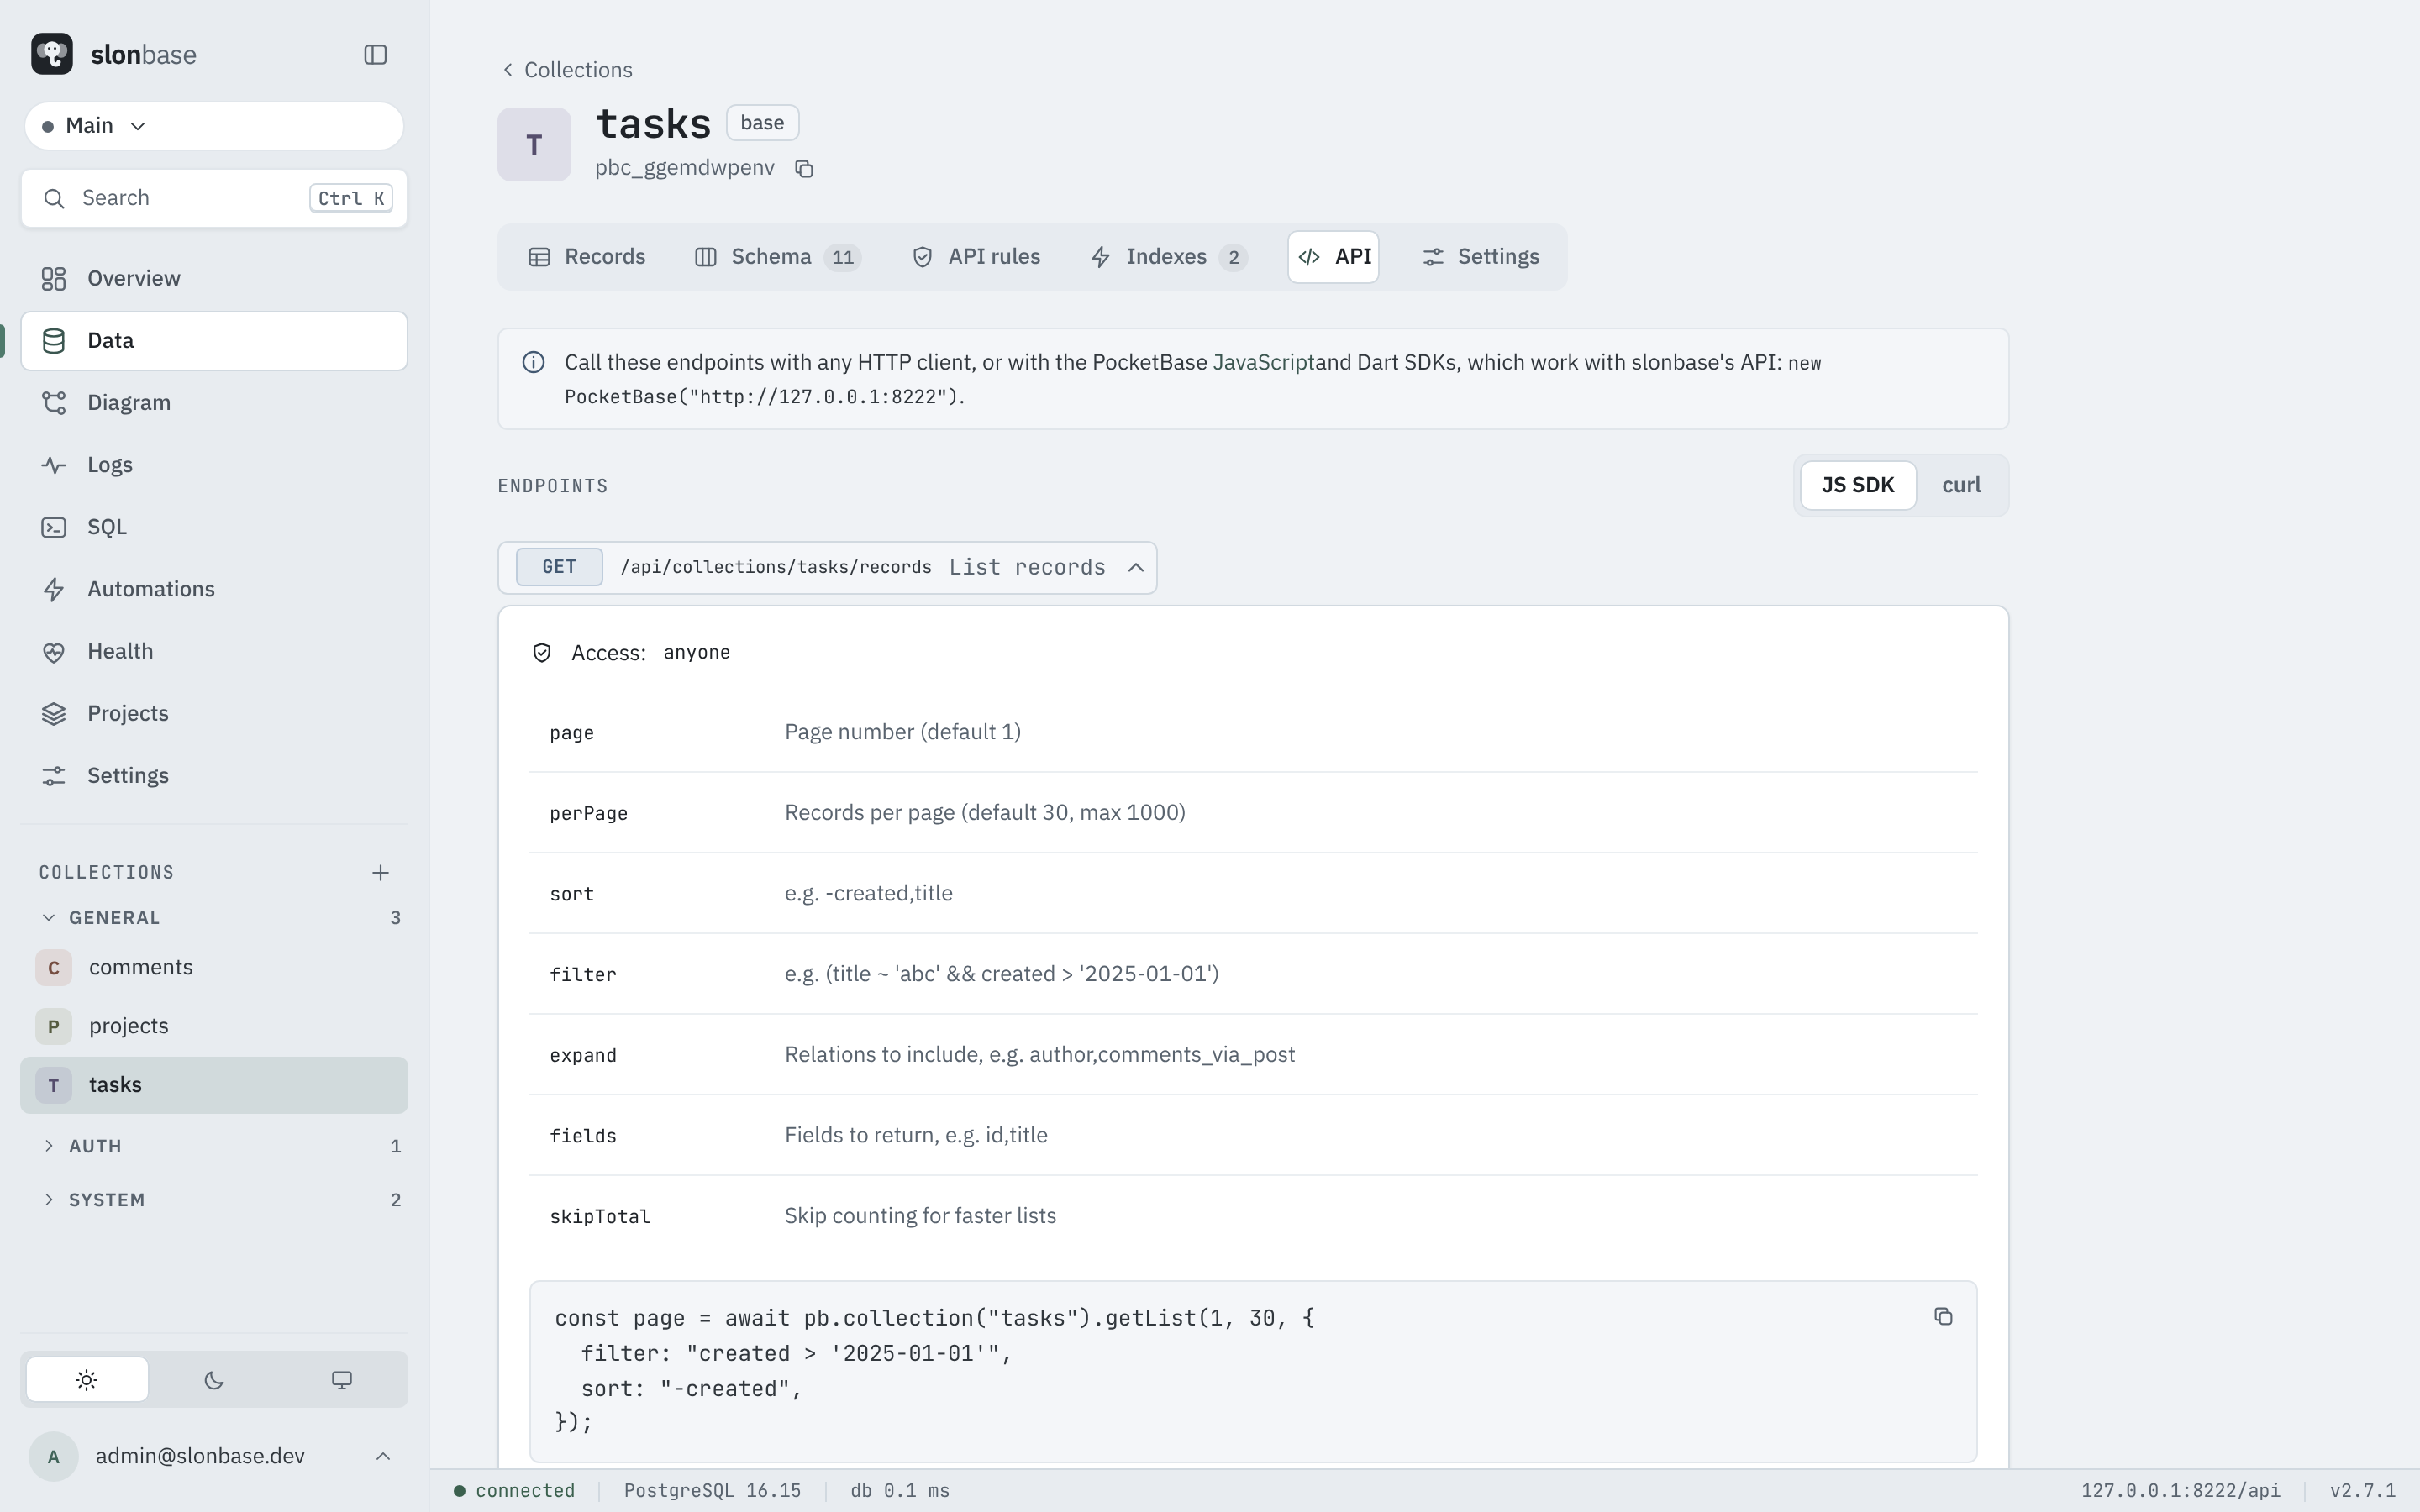 slonbase
Main
Search Ctrl K
Overview
Data
Diagram
Logs
SQL
Automations
Health
Projects
Settings
COLLECTIONS
GENERAL 3
C comments
P projects
T tasks
AUTH 1
SYSTEM 2
A admin@slonbase.dev
Collections
T tasks base
pbc_ggemdwpenv
Records Schema 11 API rules Indexes 2 API Settings
Call these endpoints with any HTTP client, or with the PocketBase JavaScriptand Dart SDKs, which work with slonbase's API: new
PocketBase("http://127.0.0.1:8222").
ENDPOINTS JS SDK curl
GET /api/collections/tasks/records List records
Access: anyone
page Page number (default 1)
perPage Records per page (default 30, max 1000)
sort e.g. -created,title
filter e.g. (title ~ 'abc' && created > '2025-01-01')
expand Relations to include, e.g. author,comments_via_post
fields Fields to return, e.g. id,title
skipTotal Skip counting for faster lists
const page = await pb.collection("tasks").getList(1, 30, {
  filter: "created > '2025-01-01'",
  sort: "-created",
});
connected PostgreSQL 16.15 db 0.1 ms 127.0.0.1:8222/api v2.7.1